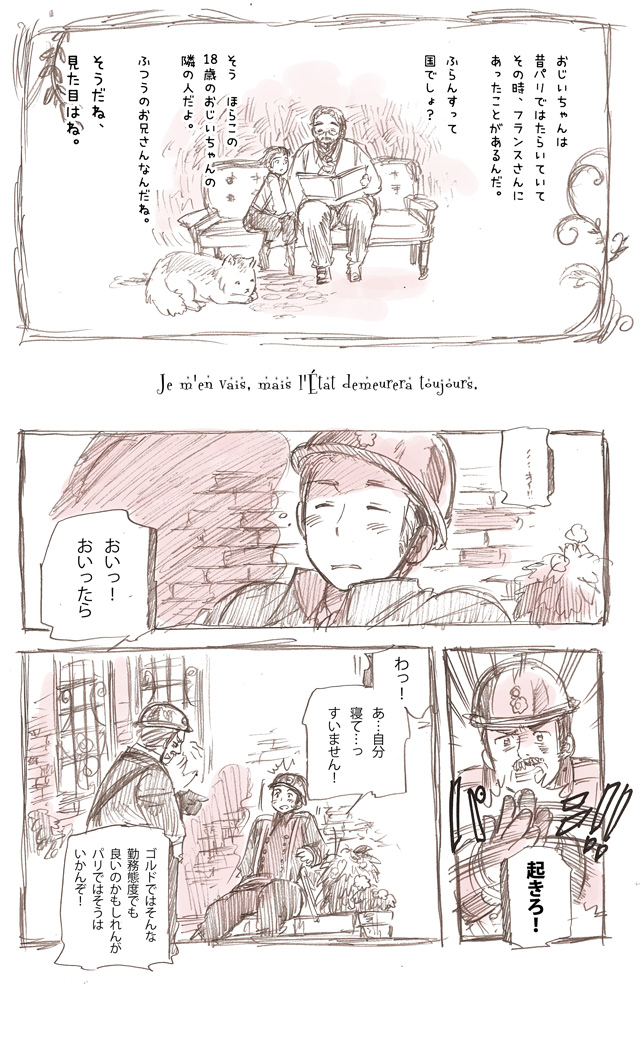 おじいちゃんは
昔パリではたらいていて
その時、フランスさんに
あったことがあるんだ。
ふらんすって
国でしょ？
そう　ほらこの
18歳のおじいちゃんの
隣の人だよ。
ふつうのお兄さんなんだね。
そうだね、
見た目はね。
Je m'en vais, mais l'État demeurera toujours.
…オイ!!
おいっ！
おいったら
起きろ！
わっ！
あ…自分
寝て…っ
すいません！
ゴルドではそんな
勤務態度でも
良いのかもしれんが
パリではそうは
いかんぞ！